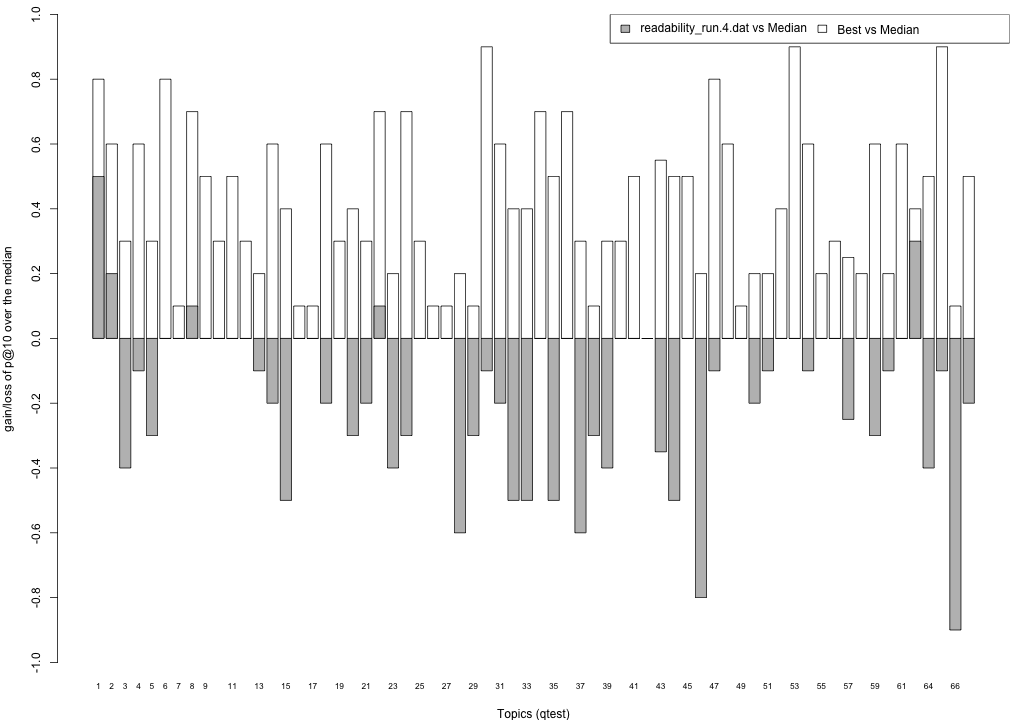 readability_run.4.dat vs Median Best vs Median
gain/loss of p@10 over the median
1.0
0.8
0.6
0.4
0.2
0.0
-0.2
-0.4
-0.6
-0.8
-1.0
1 2 3 4 5 6 7 8 9 11 13 15 17 19 21 23 25 27 29 31 33 35 37 39 41 43 45 47 49 51 53 55 57 59 61 64 66
Topics (qtest)